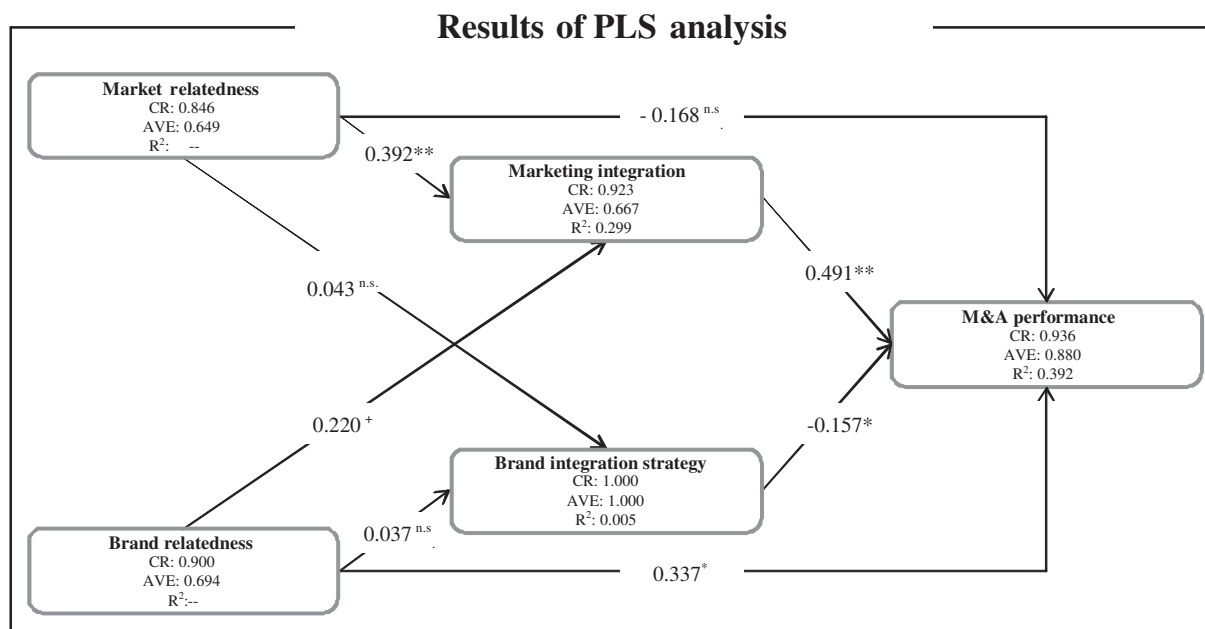 Results of PLS analysis
Market relatedness
CR: 0.846
AVE: 0.649
R²: --
- 0.168 n.s.
0.392**
Marketing integration
CR: 0.923
AVE: 0.667
R²: 0.299
0.043 n.s.
0.491**
M&A performance
CR: 0.936
AVE: 0.880
R²: 0.392
0.220 +
-0.157*
Brand integration strategy
CR: 1.000
AVE: 1.000
R²: 0.005
0.037 n.s.
Brand relatedness
CR: 0.900
AVE: 0.694
R²:--
0.337*